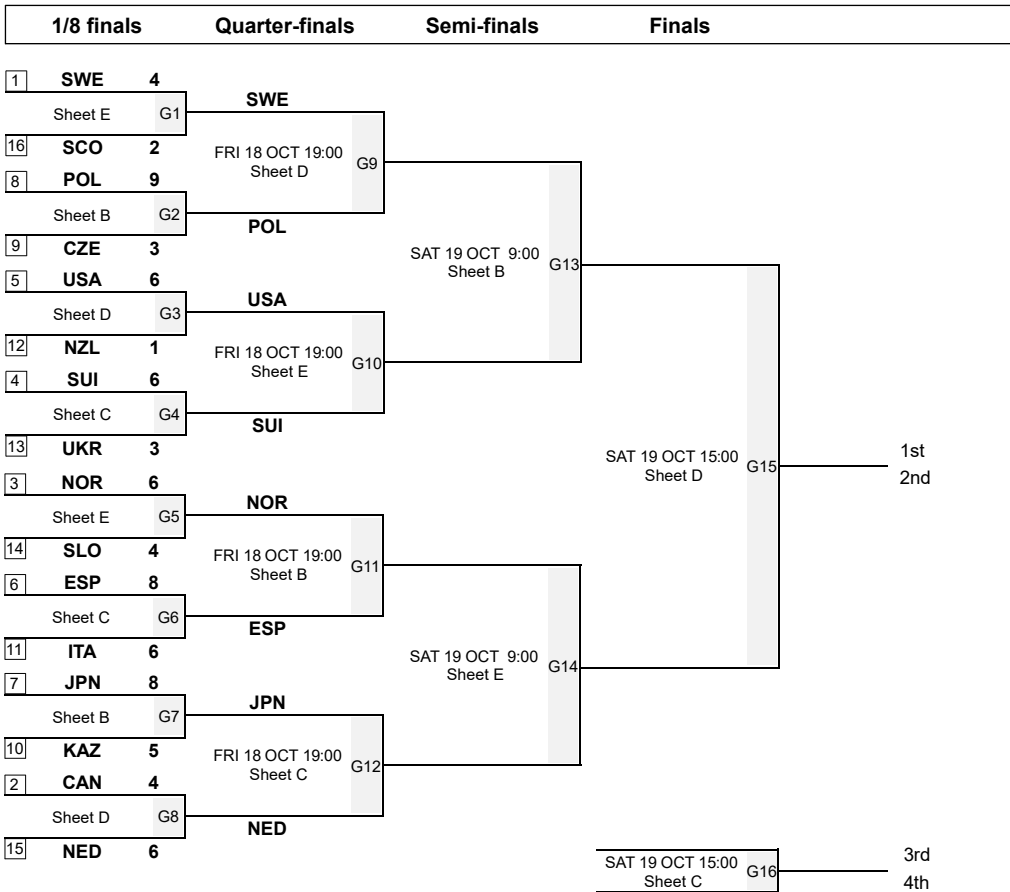 1/8 finals Quarter-finals Semi-finals Finals
1 SWE 4
SWE
Sheet E G1
16 SCO 2
FRI 18 OCT 19:00
Sheet D
G9
8 POL 9
Sheet B G2
POL
9 CZE 3
SAT 19 OCT 9:00
Sheet B
G13
5 USA 6
USA
Sheet D G3
12 NZL 1
FRI 18 OCT 19:00
Sheet E
G10
4 SUI 6
Sheet C G4
SUI
13 UKR 3
SAT 19 OCT 15:00
Sheet D
G15
1st
2nd
3 NOR 6
NOR
Sheet E G5
14 SLO 4
FRI 18 OCT 19:00
Sheet B
G11
6 ESP 8
Sheet C G6
ESP
11 ITA 6
SAT 19 OCT 9:00
Sheet E
G14
7 JPN 8
JPN
Sheet B G7
10 KAZ 5
FRI 18 OCT 19:00
Sheet C
G12
2 CAN 4
Sheet D G8
NED
15 NED 6
SAT 19 OCT 15:00
Sheet C
G16
3rd
4th